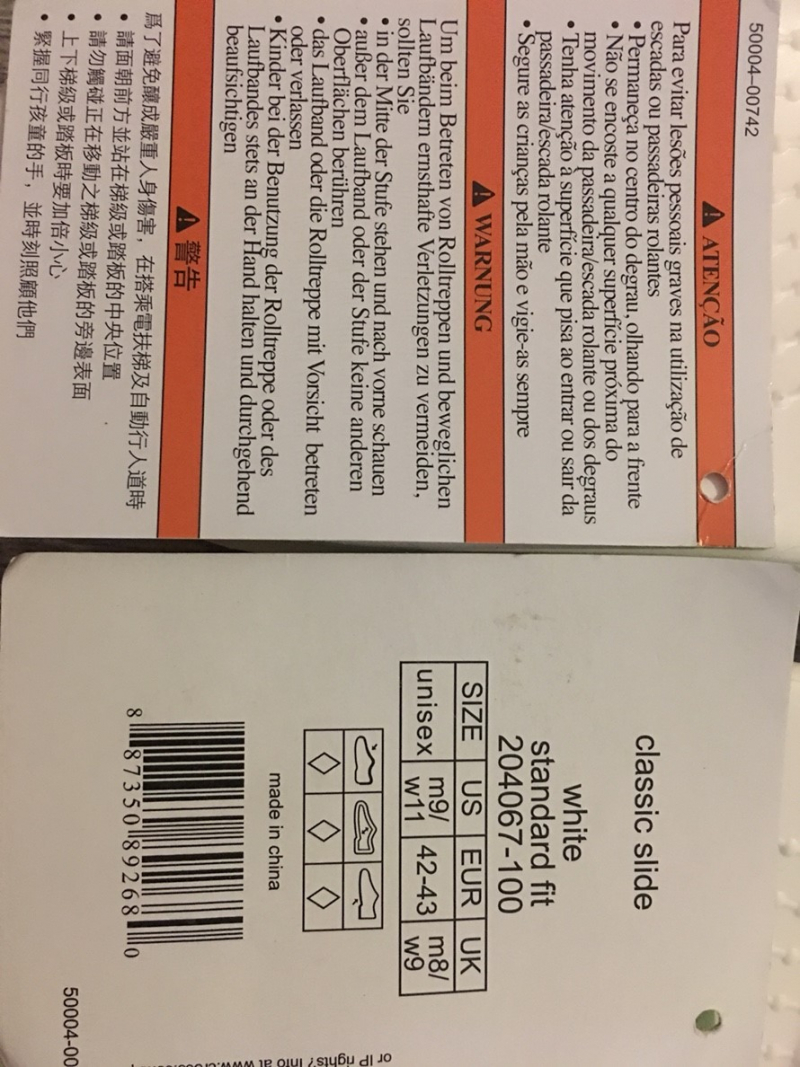 50004–00742
ATENÇÃO
Para evitar lesões pessoais graves na utilização de
escadas ou passadeiras rolantes
• Permaneça no centro do degrau, olhando para a frente
• Não se encoste a qualquer superfície próxima do
movimento da passadeira/escada rolante ou dos degraus
• Tenha atenção à superfície que pisa ao entrar ou sair da
passadeira/escada rolante
• Segure as crianças pela mão e vigie-as sempre
WARNUNG
Um beim Betreten von Rolltreppen und beweglichen
Laufbändern ernsthafte Verletzungen zu vermeiden,
sollten Sie
• in der Mitte der Stufe stehen und nach vorne schauen
• außer dem Laufband oder der Stufe keine anderen
Oberflächen berühren
• das Laufband oder die Rolltreppe mit Vorsicht betreten
oder verlassen
• Kinder bei der Benutzung der Rolltreppe oder des
Laufbandes stets an der Hand halten und durchgehend
beaufsichtigen
警告
爲了避免釀成嚴重人身傷害，在搭乘電扶梯及自動行人道時
• 請面朝前方並站在梯級或踏板的中央位置
• 請勿觸碰正在移動之梯級或踏板的旁邊表面
• 上下梯級或踏板時要加倍小心
• 緊握同行孩童的手，並時刻照顧他們
classic slide
white
standard fit
204067-100
SIZE US EUR UK
unisex m9/ 42-43 m8/
w11 w9
made in china
8 87350 89268 0
50004-00
or IP rights? Info at